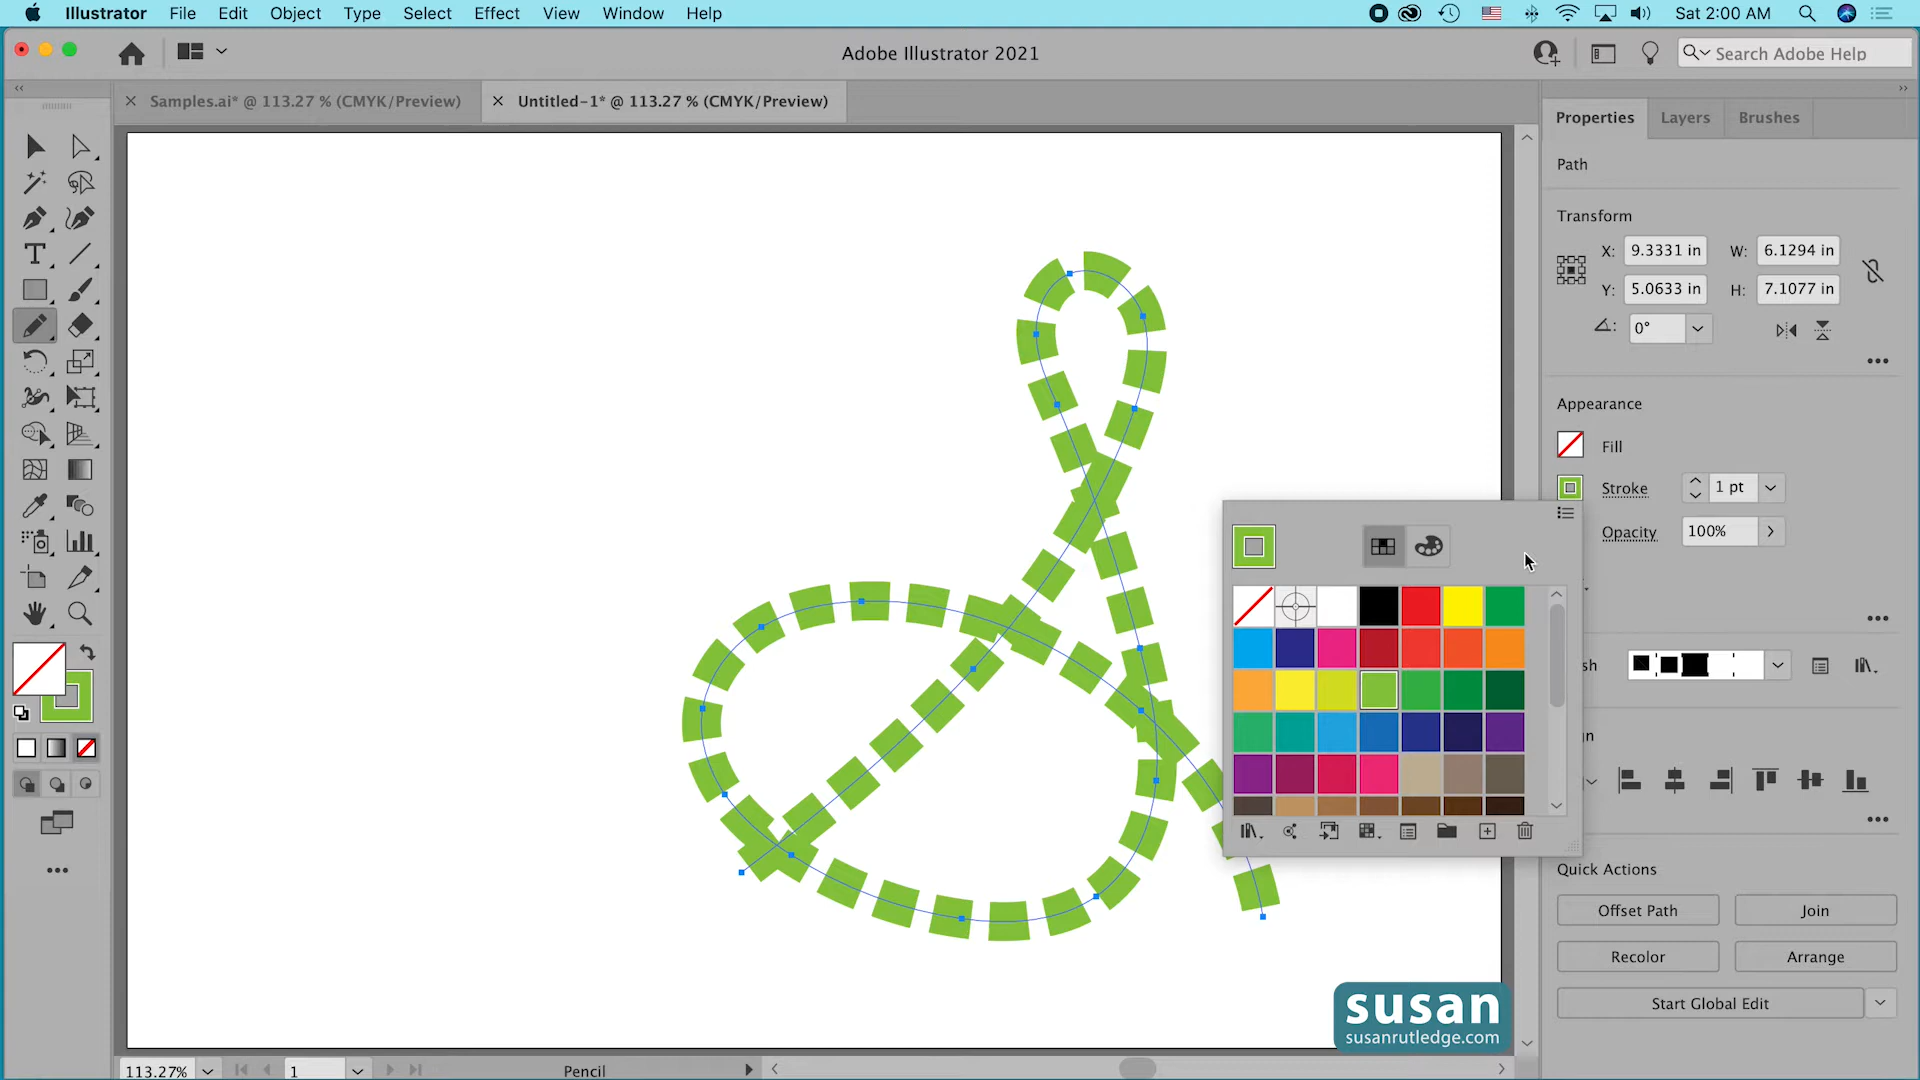 Illustrator File Edit Object Type Select Effect View Window Help Sat 2:00 AM
Adobe Illustrator 2021 Search Adobe Help
Samples.ai* @ 113.27 % (CMYK/Preview) Untitled-1* @ 113.27 % (CMYK/Preview)
Properties Layers Brushes
Path
Transform
X: 9.3331 in W: 6.1294 in
Y: 5.0633 in H: 7.1077 in
0°
Appearance
Fill
Stroke 1 pt
Opacity 100%
sh
n
Quick Actions
Offset Path Join
Recolor Arrange
Start Global Edit
susan
susanrutledge.com
113.27% 1 Pencil